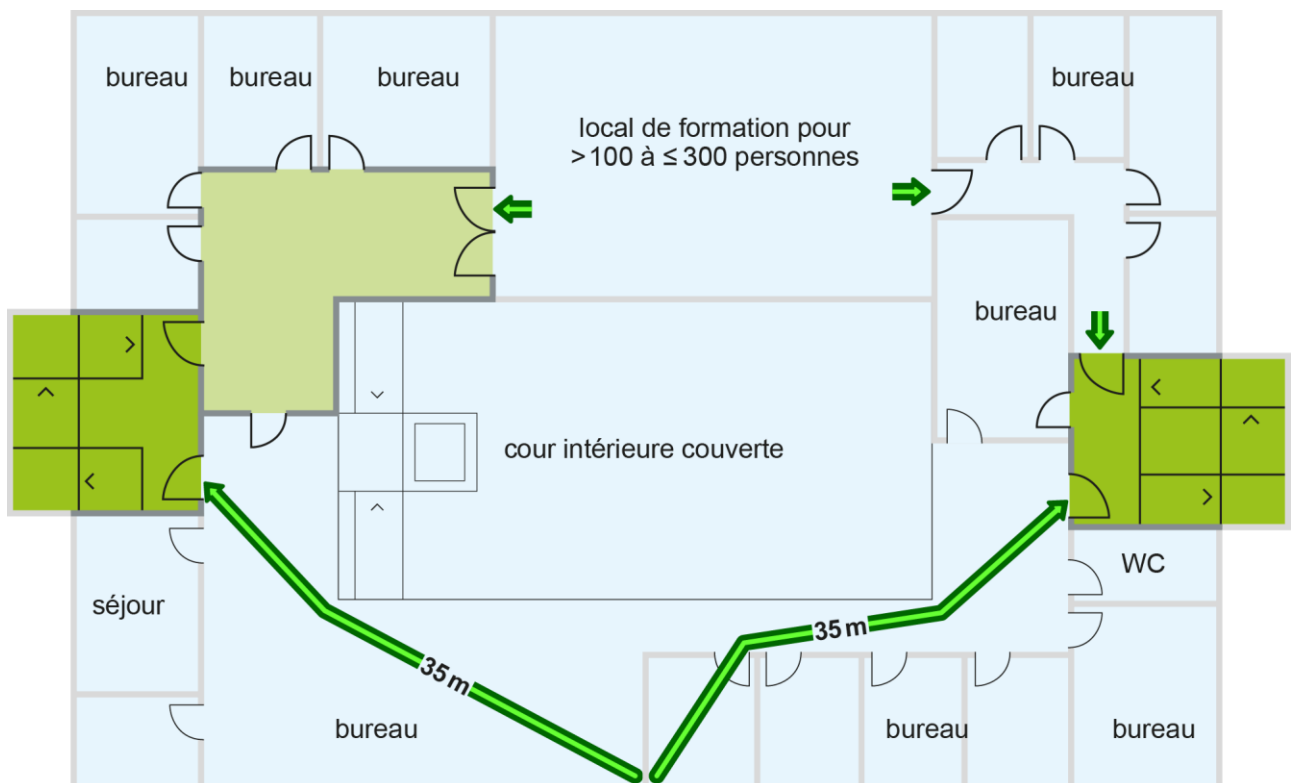 bureau
bureau
bureau
local de formation pour
>100 à ≤ 300 personnes
bureau
bureau
cour intérieure couverte
séjour
WC
35 m
35 m
bureau
bureau
bureau